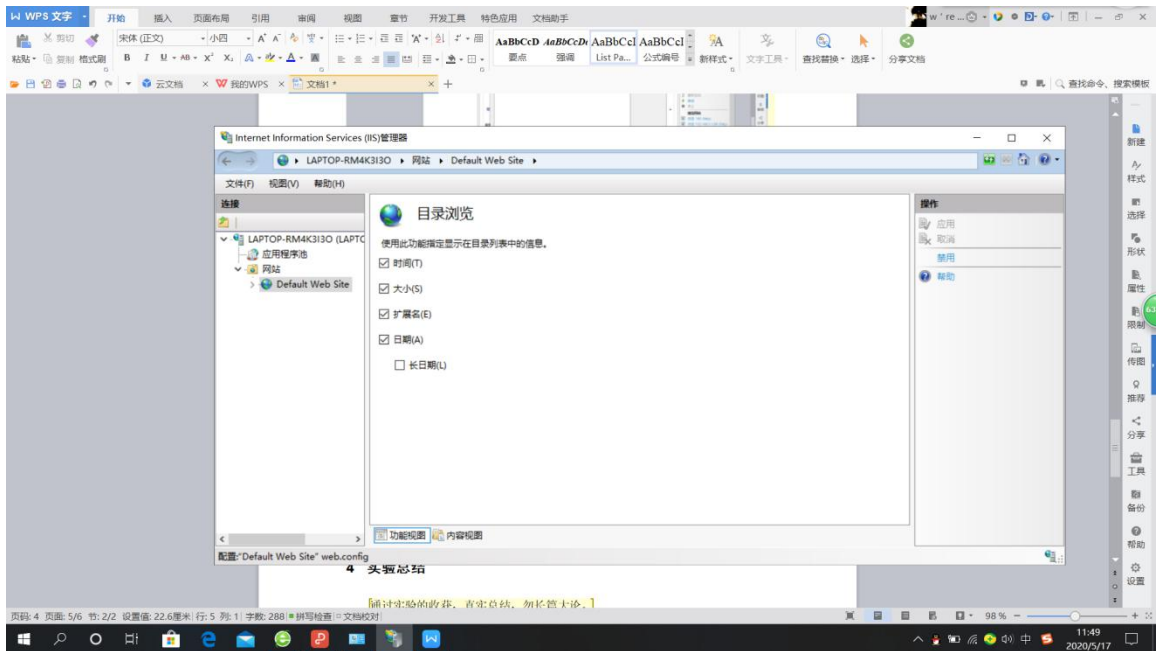 WPS 文字 开始 插入 页面布局 引用 审阅 视图 章节 开发工具 特色应用 文档助手
粘贴 剪切 复制 格式刷 宋体 (正文) 小四
AaBbCcD AaBbCcDt AaBbCcI AaBbCcI
要点 强调 List Pa... 公式编号 新样式 文字工具 查找替换 选择 分享文档
云文档 我的WPS 文档1 * 查找命令、搜索模板
Internet Information Services (IIS)管理器
LAPTOP-RM4K3I3O 网站 Default Web Site
文件(F) 视图(V) 帮助(H)
连接
LAPTOP-RM4K3I3O (LAPTC
应用程序池
网站
Default Web Site
目录浏览
使用此功能指定显示在目录列表中的信息。
时间(T)
大小(S)
扩展名(E)
日期(A)
长日期(L)
操作
应用
取消
禁用
帮助
功能视图 内容视图
配置:"Default Web Site" web.config
新建
样式
选择
形状
属性
限制
传图
推荐
分享
工具
备份
帮助
设置
4 实验总结
通过实验的收获，真实总结，勿长篇大论。
页码: 4 页面: 5/6 节: 2/2 设置值: 22.6厘米 行: 5 列: 1 字数: 288 拼写检查 文档校对 98 %
中 11:49
2020/5/17